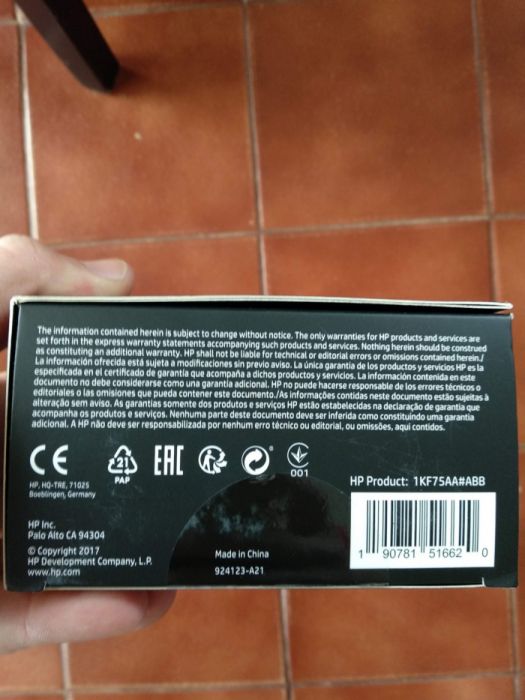 The information contained herein is subject to change without notice. The only warranties for HP products and services are
set forth in the express warranty statements accompanying such products and services. Nothing herein should be construed
as constituting an additional warranty. HP shall not be liable for technical or editorial errors or omissions contained herein./
La información ofrecida está sujeta a modificaciones sin previo aviso. La única garantía de los productos y servicios HP es la
especificada en el certificado de garantía que acompaña a dichos productos y servicios. La información contenida en este
documento no debe considerarse como una garantía adicional. HP no puede hacerse responsable de los errores técnicos o
editoriales o las omisiones que pueda contener este documento./As informações contidas neste documento estão sujeitas à
alteração sem aviso. As garantias somente dos produtos e serviços HP estão estabelecidas na declaração de garantia que
acompanha os produtos e serviços. Nenhuma parte deste documento deve ser inferida como constituindo uma garantia
adicional. A HP não deve ser responsabilizada por nenhum erro técnico ou editorial, ou omissões, aqui contidos.
CE
21
PAP
EAC
001
HP, HQ-TRE, 71025
Boeblingen, Germany
HP Product: 1KF75AA#ABB
HP Inc.
Palo Alto CA 94304
© Copyright 2017
HP Development Company, L.P.
www.hp.com
Made in China
924123-A21
1 90781 51662 0